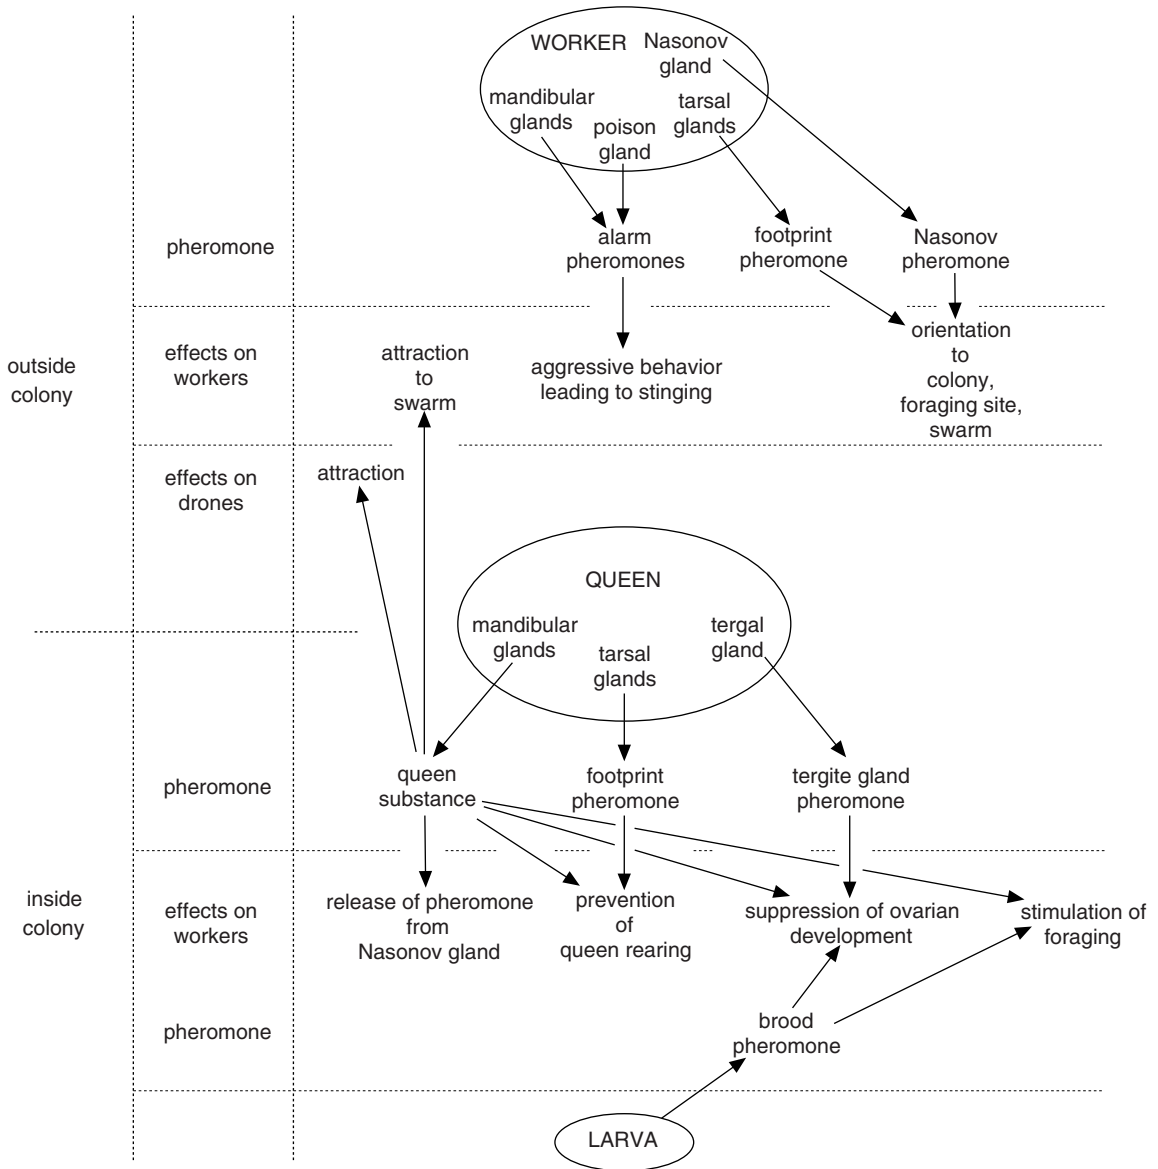 WORKER
Nasonov
gland
mandibular
glands
poison
gland
tarsal
glands
pheromone
alarm
pheromones
footprint
pheromone
Nasonov
pheromone
outside
colony
effects on
workers
attraction
to
swarm
aggressive behavior
leading to stinging
orientation
to
colony,
foraging site,
swarm
effects on
drones
attraction
QUEEN
mandibular
glands
tarsal
glands
tergal
gland
pheromone
queen
substance
footprint
pheromone
tergite gland
pheromone
inside
colony
effects on
workers
release of pheromone
from
Nasonov gland
prevention
of
queen rearing
suppression of ovarian
development
stimulation of
foraging
pheromone
brood
pheromone
LARVA